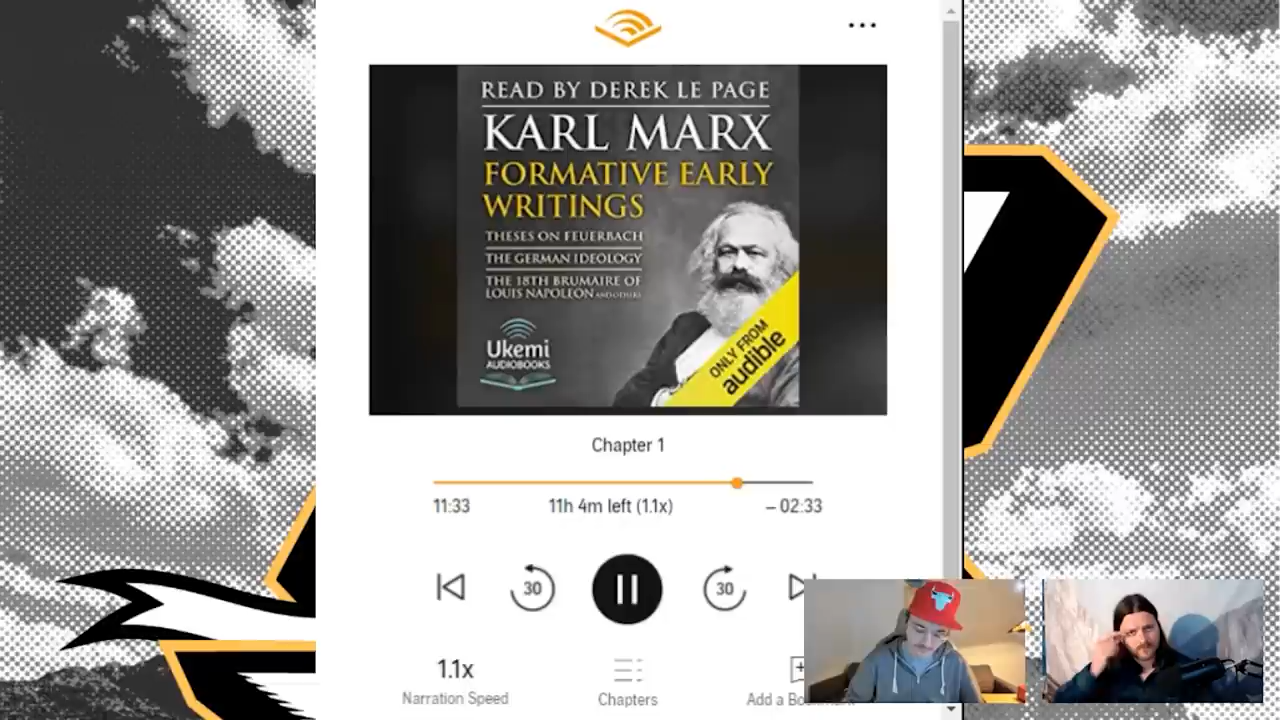 READ BY DEREK LE PAGE
KARL MARX
FORMATIVE EARLY
WRITINGS
THESES ON FEUERBACH
THE GERMAN IDEOLOGY
THE 18TH BRUMAIRE OF
LOUIS NAPOLEON AND OTHERS
Ukemi
AUDIOBOOKS
ONLY FROM
audible
Chapter 1
11:33 11h 4m left (1.1x) – 02:33
30 30
1.1x
Narration Speed Chapters Add a Bookmark